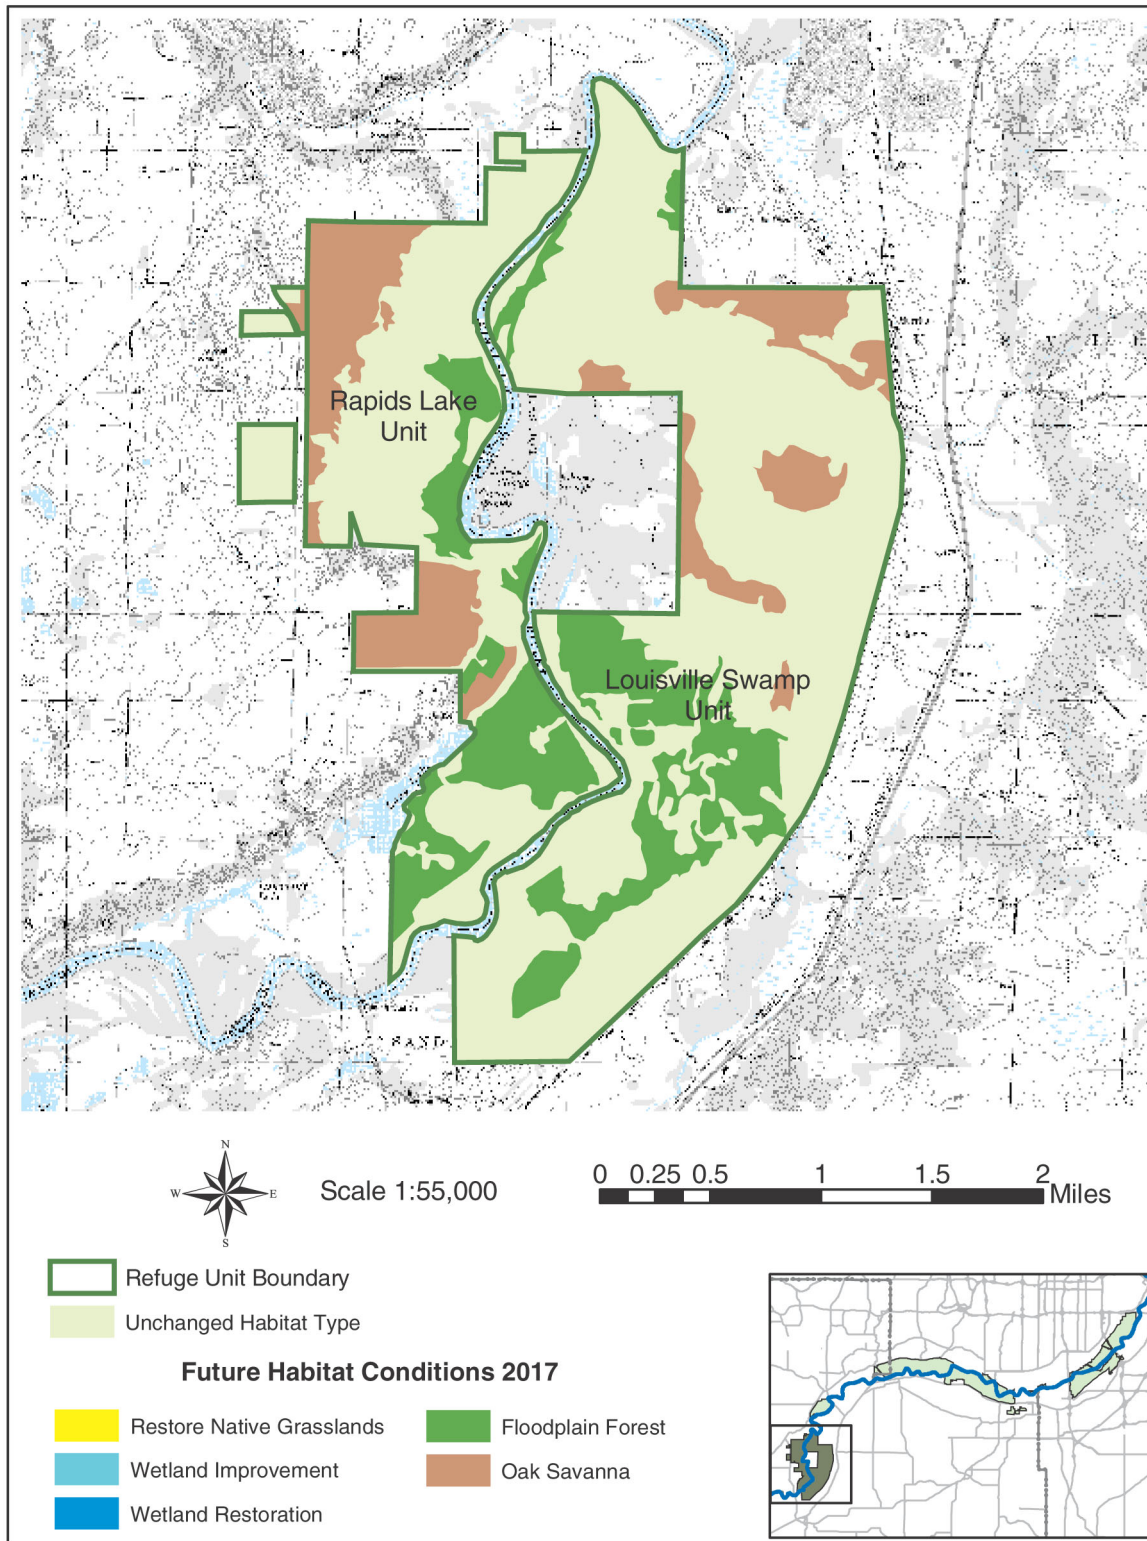 Rapids Lake
Unit
Louisville Swamp
Unit
SAND
N
W
E
S
Scale 1:55,000
0 0.25 0.5 1 1.5 2
Miles
Refuge Unit Boundary
Unchanged Habitat Type
Future Habitat Conditions 2017
Restore Native Grasslands
Floodplain Forest
Wetland Improvement
Oak Savanna
Wetland Restoration